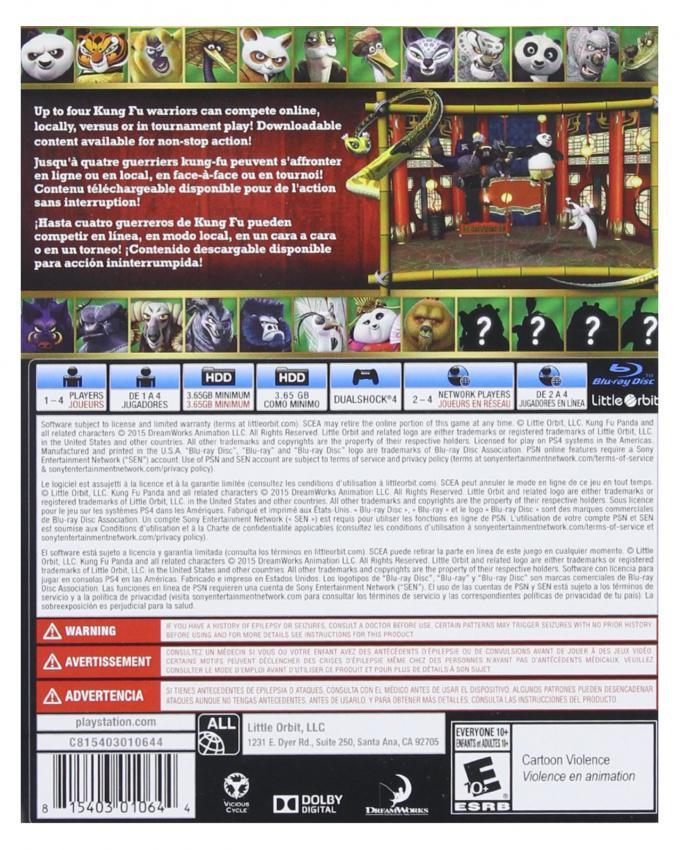 Up to four Kung Fu warriors can compete online,
locally, versus or in tournament play! Downloadable
content available for non-stop action!
Jusqu'à quatre guerriers kung-fu peuvent s'affronter
en ligne ou en local, en face-à-face ou en tournoi!
Contenu téléchargeable disponible pour de l'action
sans interruption!
¡Hasta cuatro guerreros de Kung Fu pueden
competir en línea, en modo local, en un cara a cara
o en un torneo! ¡Contenido descargable disponible
para acción ininterrumpida!
? ? ? ?
1-4 PLAYERS JOUEURS
DE 1 A 4 JUGADORES
HDD 3.65GB MINIMUM 3.65GB MINIMUM
HDD 3.65 GB COMO MÍNIMO
DUALSHOCK®4
2-4 NETWORK PLAYERS JOUEURS EN RÉSEAU
DE 2 A 4 JUGADORES EN LÍNEA
Blu-ray Disc™
Little Orbit
Software subject to license and limited warranty (terms at littleorbit.com). SCEA may retire the online portion of this game at any time. © Little Orbit, LLC. Kung Fu Panda and
all related characters © 2015 DreamWorks Animation LLC. All Rights Reserved. Little Orbit and related logo are either trademarks or registered trademarks of Little Orbit, LLC.
in the United States and other countries. All other trademarks and copyrights are the property of their respective holders. Licensed for play on PS4 systems in the Americas.
Manufactured and printed in the U.S.A. "Blu-ray Disc", "Blu-ray" and "Blu-ray Disc" logo are trademarks of Blu-ray Disc Association. PSN online features require a Sony
Entertainment Network ("SEN") account. Use of PSN and SEN account are subject to terms of service and privacy policy (terms at sonyentertainmentnetwork.com/terms-of-service
& sonyentertainmentnetwork.com/privacy policy).
Le logiciel est assujetti à la licence et à la garantie limitée (consultez les conditions d'utilisation à littleorbit.com). SCEA peut annuler le mode en ligne de ce jeu en tout temps.
© Little Orbit, LLC. Kung Fu Panda and all related characters © 2015 DreamWorks Animation LLC. All Rights Reserved. Little Orbit and related logo are either trademarks or
registered trademarks of Little Orbit, LLC. in the United States and other countries. All other trademarks and copyrights are the property of their respective holders. Sous licence
pour le jeu sur les systèmes PS4 dans les Amériques. Fabriqué et imprimé aux États-Unis. « Blu-ray Disc », « Blu-ray » et le logo « Blu-ray Disc » sont des marques commerciales
de Blu-ray Disc Association. Un compte Sony Entertainment Network (« SEN ») est requis pour utiliser les fonctions en ligne de PSN. L'utilisation de votre compte PSN et SEN
est soumise aux Conditions d'utilisation et à la Charte de confidentialité applicables (consultez les conditions d'utilisation à sonyentertainmentnetwork.com/terms-of-service et
sonyentertainmentnetwork.com/privacy policy).
El software está sujeto a licencia y garantía limitada (consulta los términos en littleorbit.com). SCEA puede retirar la parte en línea de este juego en cualquier momento. © Little
Orbit, LLC. Kung Fu Panda and all related characters © 2015 DreamWorks Animation LLC. All Rights Reserved. Little Orbit and related logo are either trademarks or registered
trademarks of Little Orbit, LLC. in the United States and other countries. All other trademarks and copyrights are the property of their respective holders. Software con licencia para
jugar en consolas PS4 en las Américas. Fabricado e impreso en Estados Unidos. Los logotipos de "Blu-ray Disc", "Blu-ray" y "Blu-ray Disc" son marcas comerciales de Blu-ray
Disc Association. Las funciones en línea de PSN requieren una cuenta de Sony Entertainment Network ("SEN"). El uso de las cuentas de PSN y SEN está sujeto a los términos de
servicio y a la política de privacidad (visita sonyentertainmentnetwork.com para consultar los términos de servicio y las correspondientes políticas de privacidad de tu país). La
sobreexposición es perjudicial para la salud.
WARNING
IF YOU HAVE A HISTORY OF EPILEPSY OR SEIZURES, CONSULT A DOCTOR BEFORE USE. CERTAIN PATTERNS MAY TRIGGER SEIZURES WITH NO PRIOR HISTORY.
BEFORE USING AND FOR MORE DETAILS SEE INSTRUCTIONS FOR THIS PRODUCT
AVERTISSEMENT
CONSULTEZ UN MÉDECIN SI VOUS OU VOTRE ENFANT AVEZ DES ANTÉCÉDENTS D'ÉPILEPSIE OU DE CONVULSIONS AVANT DE JOUER À DES JEUX VIDÉO.
CERTAINS MOTIFS PEUVENT DÉCLENCHER DES CRISES D'ÉPILEPSIE MÊME CHEZ DES PERSONNES N'AYANT PAS D'ANTÉCÉDENTS MÉDICAUX. VEUILLEZ
CONSULTER LE MODE D'EMPLOI AVANT D'UTILISER CE PRODUIT ET POUR PLUS DE DÉTAILS À SON SUJET.
ADVERTENCIA
SI TIENES ANTECEDENTES DE EPILEPSIA O ATAQUES, CONSULTA CON EL MÉDICO ANTES DE USAR EL DISPOSITIVO. ALGUNOS PATRONES PUEDEN DESENCADENAR
ATAQUES AUNQUE NO TENGAS ANTECEDENTES. ANTES DE USARLO, Y PARA OBTENER MÁS DETALLES, CONSULTA LAS INSTRUCCIONES DEL PRODUCTO.
playstation.com
C815403010644
ALL
Little Orbit, LLC
1231 E. Dyer Rd., Suite 250, Santa Ana, CA 92705
8 15403 01064 4
VICIOUS CYCLE™
DOLBY DIGITAL
DREAMWORKS
EVERYONE 10+
ENFANTS et ADULTES 10+
E 10+
ESRB
Cartoon Violence
Violence en animation